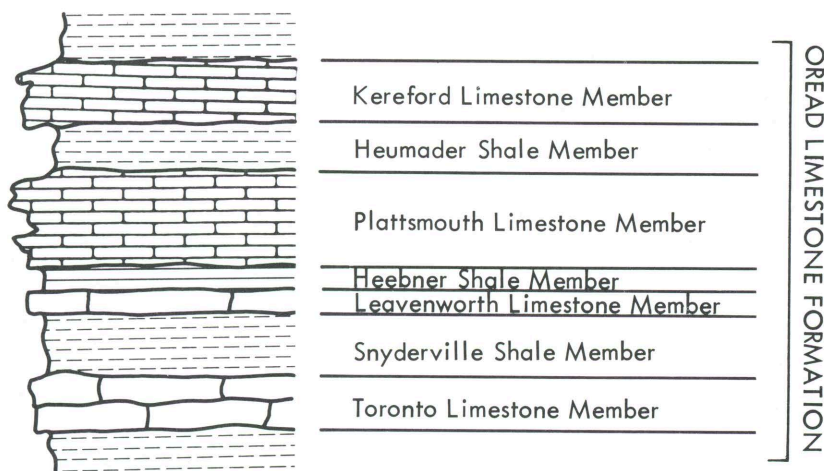 Kereford Limestone Member
Heumader Shale Member
Plattsmouth Limestone Member
Heebner Shale Member
Leavenworth Limestone Member
Snyderville Shale Member
Toronto Limestone Member
OREAD LIMESTONE FORMATION